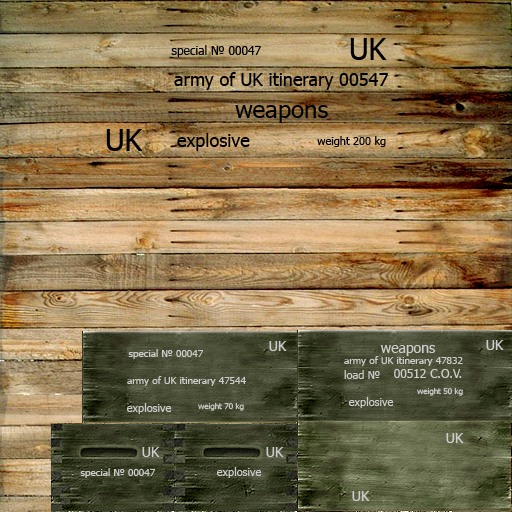 special № 00047 UK
army of UK itinerary 00547
weapons
UK explosive weight 200 kg
special № 00047 UK
army of UK itinerary 47544
explosive weight 70 kg
weapons UK
army of UK itinerary 47832
load № 00512 C.O.V.
weight 50 kg
explosive
UK
special № 00047
UK
explosive
UK
UK